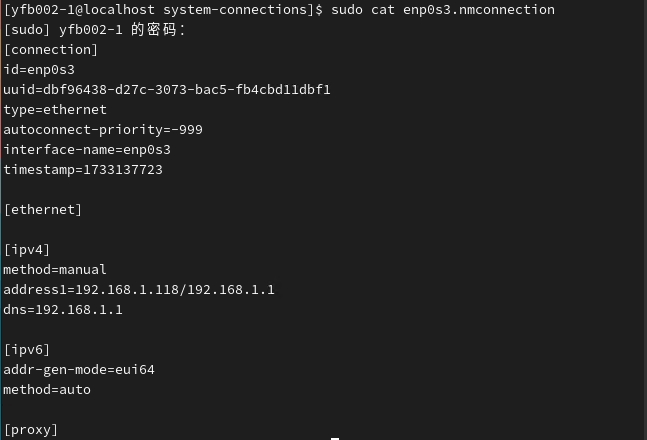 [yfb002-1@localhost system-connections]$ sudo cat enp0s3.nmconnection
[sudo] yfb002-1 的密码：
[connection]
id=enp0s3
uuid=dbf96438-d27c-3073-bac5-fb4cbd11dbf1
type=ethernet
autoconnect-priority=-999
interface-name=enp0s3
timestamp=1733137723
[ethernet]
[ipv4]
method=manual
address1=192.168.1.118/192.168.1.1
dns=192.168.1.1
[ipv6]
addr-gen-mode=eui64
method=auto
[proxy]